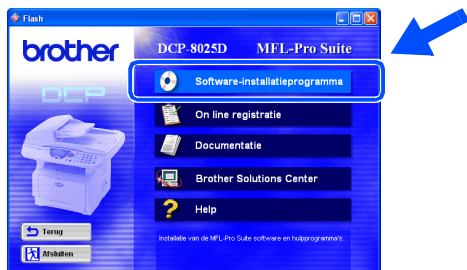 Flash
brother
DCP-8025D MFL-Pro Suite
DCP
Software-installatieprogramma
On line registratie
Documentatie
Brother Solutions Center
Help
Terug
Afsluiten
Installatie van de MFL-Pro Suite software en hulpprogramma's.